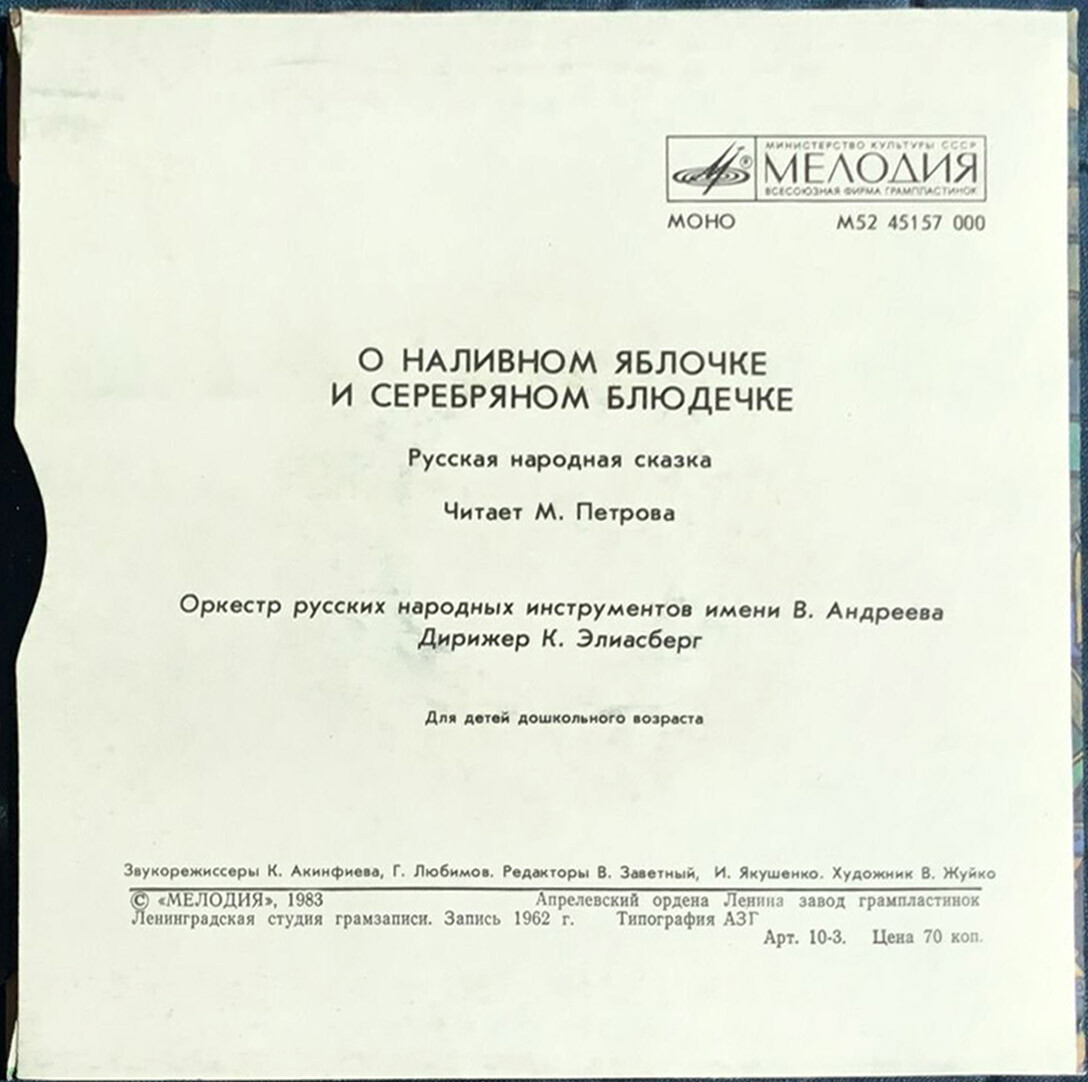 МИНИСТЕРСТВО КУЛЬТУРЫ СССР
МЕЛОДИЯ
ВСЕСОЮЗНАЯ ФИРМА ГРАМПЛАСТИНОК
МОНО М52 45157 000
О НАЛИВНОМ ЯБЛОЧКЕ
И СЕРЕБРЯНОМ БЛЮДЕЧКЕ
Русская народная сказка
Читает М. Петрова
Оркестр русских народных инструментов имени В. Андреева
Дирижер К. Элиасберг
Для детей дошкольного возраста
Звукорежиссеры К. Акинфиева, Г. Любимов. Редакторы В. Заветный, И. Якушенко. Художник В. Жуйко
© «МЕЛОДИЯ», 1983 Апрелевский ордена Ленина завод грампластинок
Ленинградская студия грамзаписи. Запись 1962 г. Типография АЗГ
Арт. 10-3. Цена 70 коп.